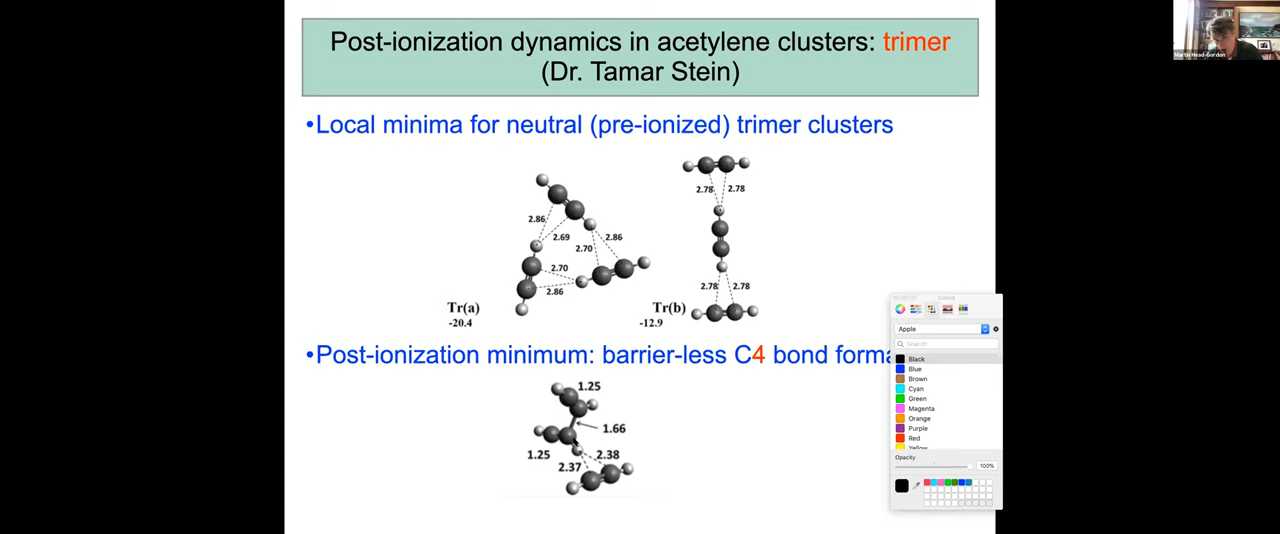 Post-ionization dynamics in acetylene clusters: trimer
(Dr. Tamar Stein)
Martin Head-Gordon
•Local minima for neutral (pre-ionized) trimer clusters
2.86
2.69
2.86
2.70
2.70
2.86
Tr(a)
-20.4
2.78 2.78
2.78 2.78
Tr(b)
-12.9
•Post-ionization minimum: barrier-less C4 bond forma
1.25
1.66
1.25
2.37
2.38
Colors
Apple
Search
Black
Blue
Brown
Cyan
Green
Magenta
Orange
Purple
Red
Yellow
Opacity
100%